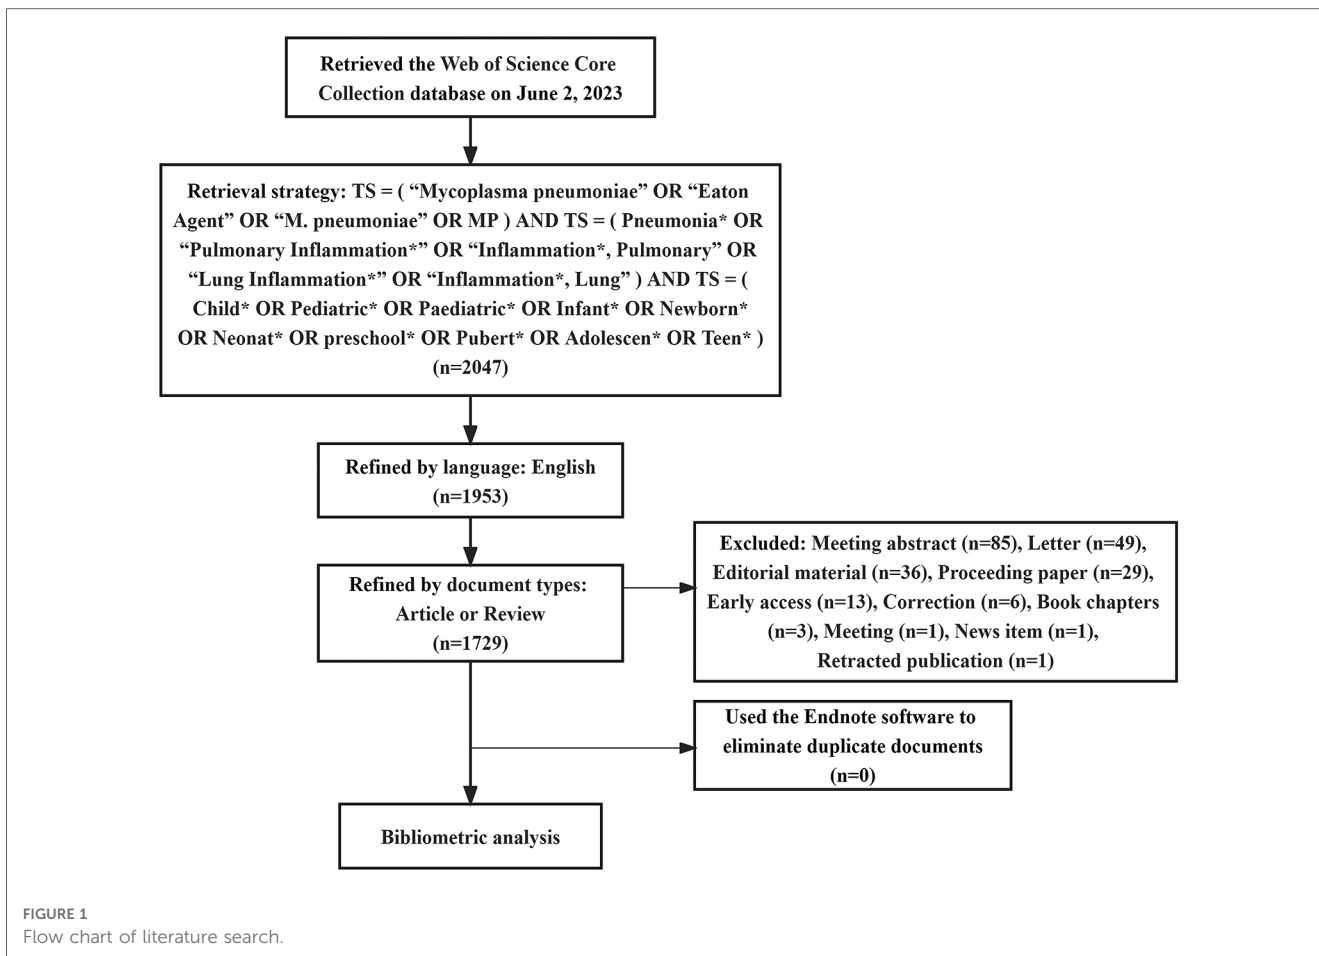 Retrieved the Web of Science Core
Collection database on June 2, 2023
Retrieval strategy: TS = ( “Mycoplasma pneumoniae” OR “Eaton
Agent” OR “M. pneumoniae” OR MP ) AND TS = ( Pneumonia* OR
“Pulmonary Inflammation*” OR “Inflammation*, Pulmonary” OR
“Lung Inflammation*” OR “Inflammation*, Lung” ) AND TS = (
Child* OR Pediatric* OR Paediatric* OR Infant* OR Newborn*
OR Neonat* OR preschool* OR Pubert* OR Adolescen* OR Teen* )
(n=2047)
Refined by language: English
(n=1953)
Refined by document types:
Article or Review
(n=1729)
Excluded: Meeting abstract (n=85), Letter (n=49),
Editorial material (n=36), Proceeding paper (n=29),
Early access (n=13), Correction (n=6), Book chapters
(n=3), Meeting (n=1), News item (n=1),
Retracted publication (n=1)
Used the Endnote software to
eliminate duplicate documents
(n=0)
Bibliometric analysis
FIGURE 1
Flow chart of literature search.